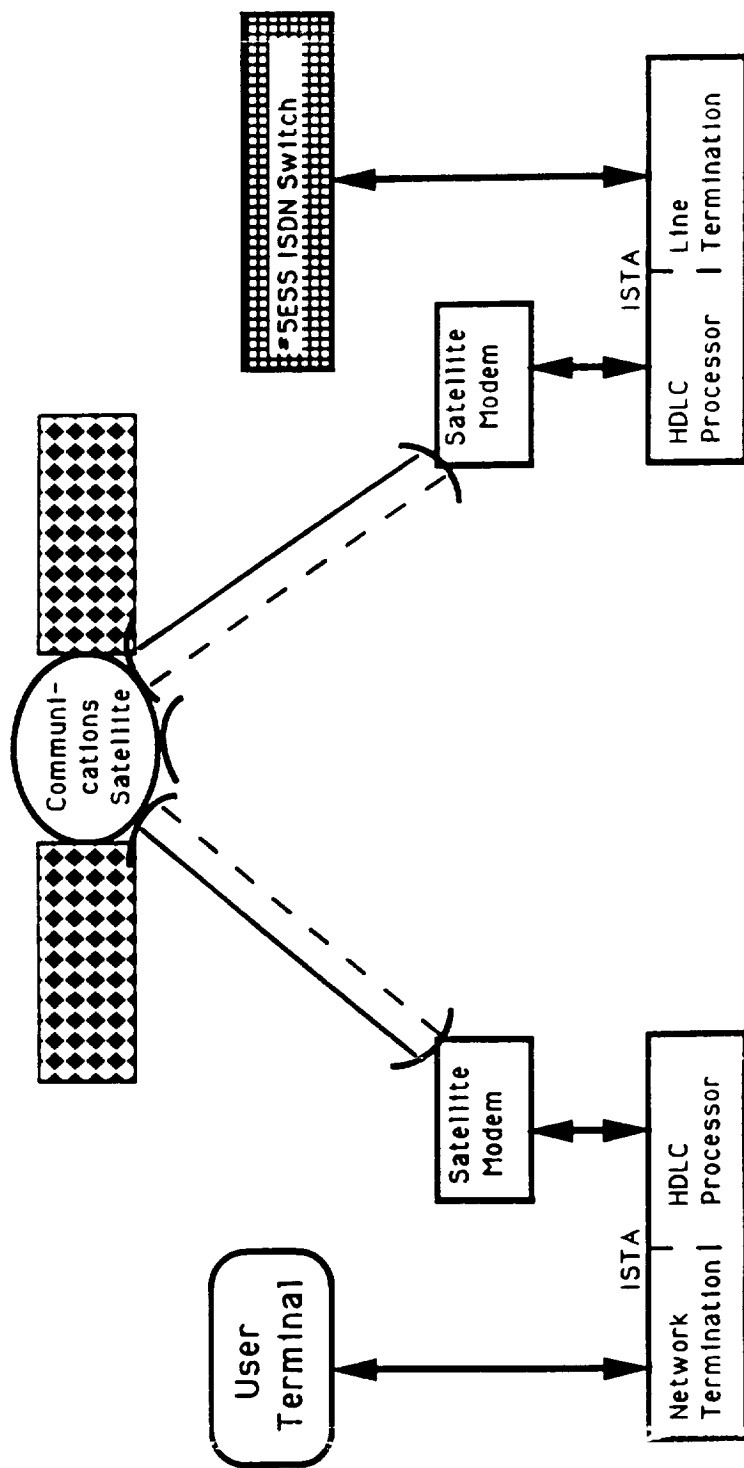 Communi-
cations
Satellite
#5ESS ISDN Switch
User
Terminal
Satellite
Modem
Satellite
Modem
ISTA
Network
Termination
HDLC
Processor
ISTA
HDLC
Processor
Line
Termination